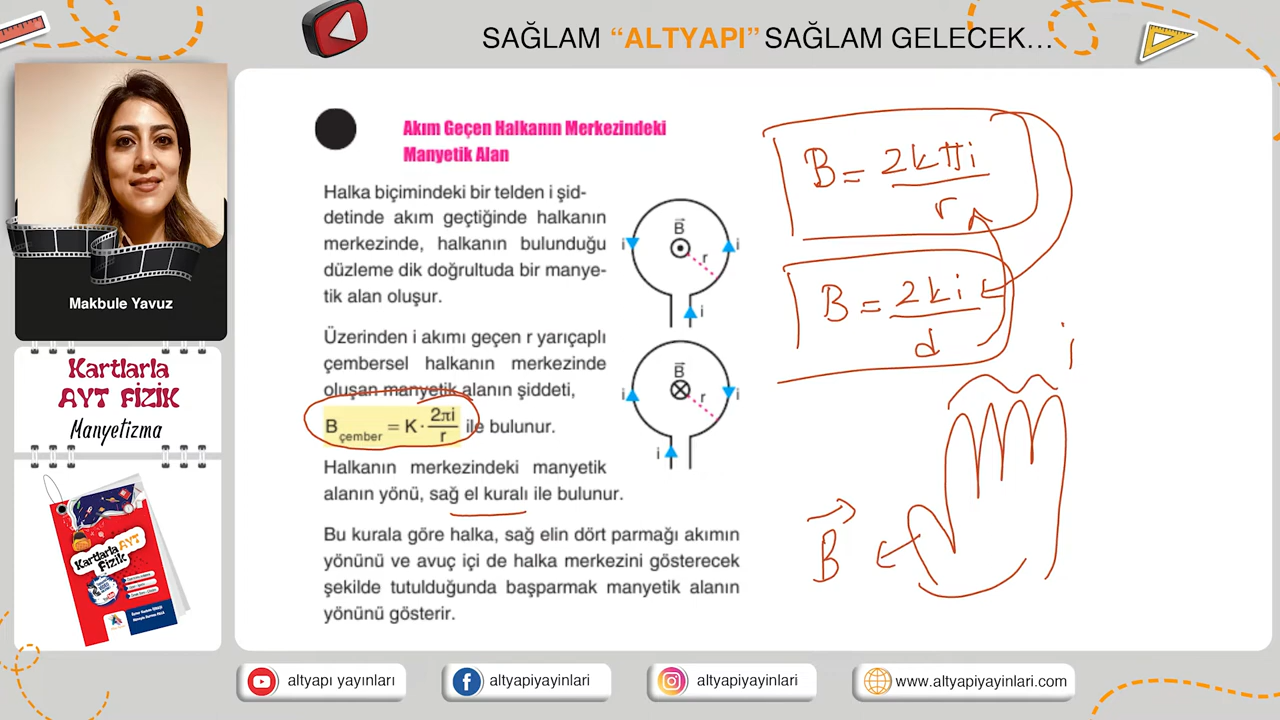 SAĞLAM “ALTYAPI” SAĞLAM GELECEK...
Makbule Yavuz
Kartlarla
AYT FİZİK
Manyetizma
Kartlarla AYT
Fizik
Akım Geçen Halkanın Merkezindeki
Manyetik Alan
Halka biçimindeki bir telden i şid-
detinde akım geçtiğinde halkanın
merkezinde, halkanın bulunduğu
düzleme dik doğrultuda bir manye-
tik alan oluşur.
B
i
r
i
i
Üzerinden i akımı geçen r yarıçaplı
çembersel halkanın merkezinde
oluşan manyetik alanın şiddeti,
B çember = K · 2πi / r ile bulunur.
B
i
r
i
i
Halkanın merkezindeki manyetik
alanın yönü, sağ el kuralı ile bulunur.
Bu kurala göre halka, sağ elin dört parmağı akımın
yönünü ve avuç içi de halka merkezini gösterecek
şekilde tutulduğunda başparmak manyetik alanın
yönünü gösterir.
B = 2kπi / r
B = 2ki / d
i
B
altyapı yayınları
altyapiyayinlari
altyapiyayinlari
www.altyapiyayinlari.com